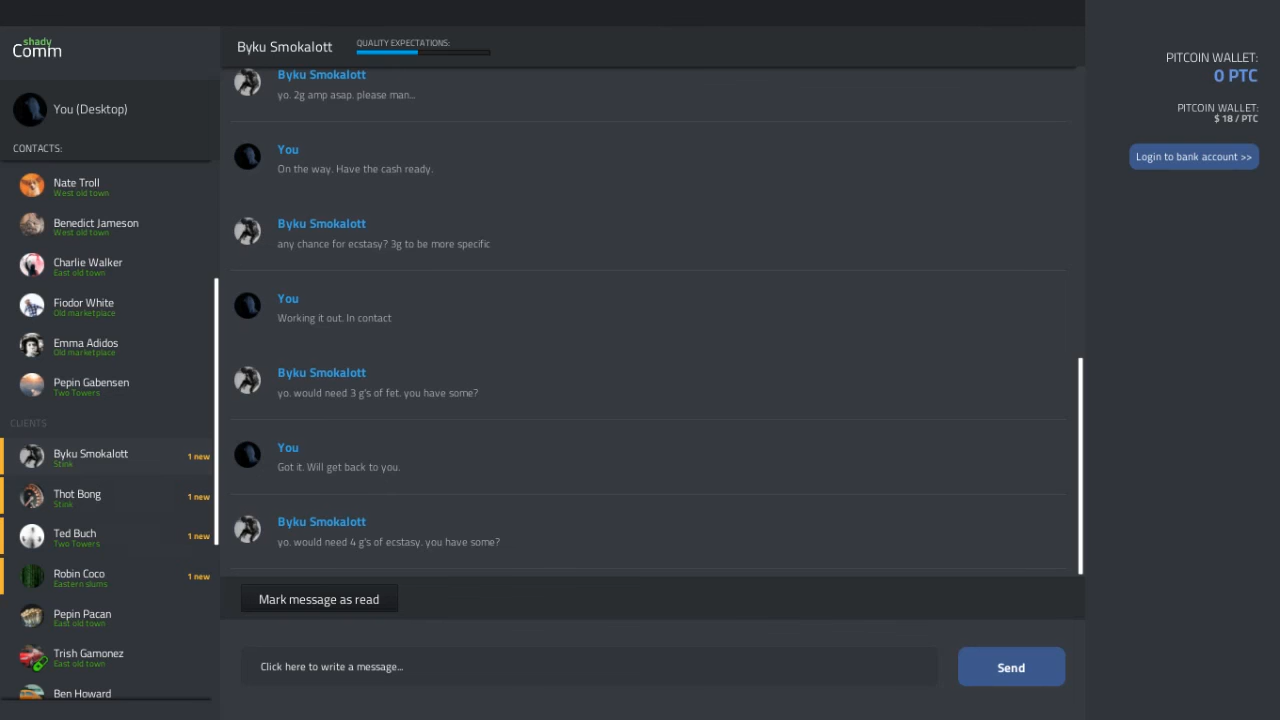 shady
Comm
You (Desktop)
CONTACTS:
Nate Troll
West old town
Benedict Jameson
West old town
Charlie Walker
East old town
Fiodor White
Old marketplace
Emma Adidos
Old marketplace
Pepin Gabensen
Two Towers
CLIENTS
Byku Smokalott
Stink
1 new
Thot Bong
Stink
1 new
Ted Buch
Two Towers
1 new
Robin Coco
Eastern slums
1 new
Pepin Pacan
East old town
Trish Gamonez
East old town
Ben Howard
Byku Smokalott
QUALITY EXPECTATIONS:
Byku Smokalott
yo. 2g amp asap. please man...
You
On the way. Have the cash ready.
Byku Smokalott
any chance for ecstasy? 3g to be more specific
You
Working it out. In contact
Byku Smokalott
yo. would need 3 g's of fet. you have some?
You
Got it. Will get back to you.
Byku Smokalott
yo. would need 4 g's of ecstasy. you have some?
Mark message as read
Click here to write a message...
Send
PITCOIN WALLET:
0 PTC
PITCOIN WALLET:
$ 18 / PTC
Login to bank account >>